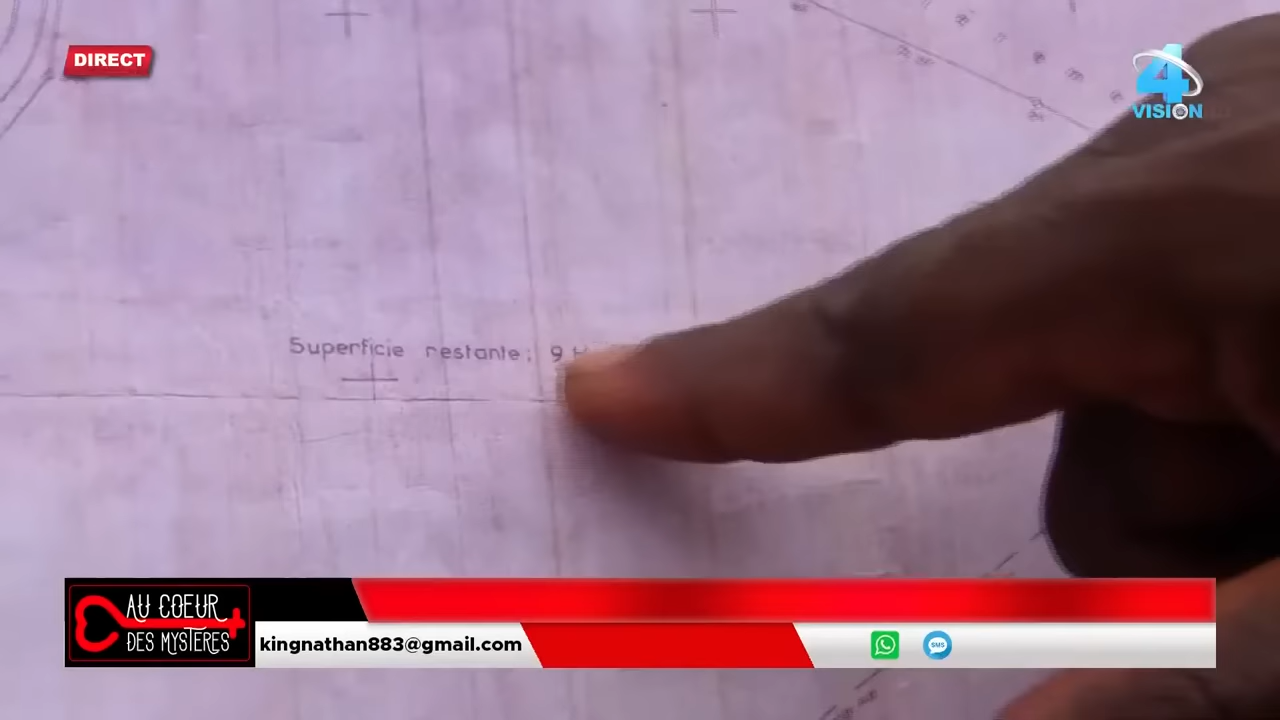 DIRECT
4
VISION
Superficie restante: 9 H
AU COEUR
DES MYSTERES
kingnathan883@gmail.com
SMS